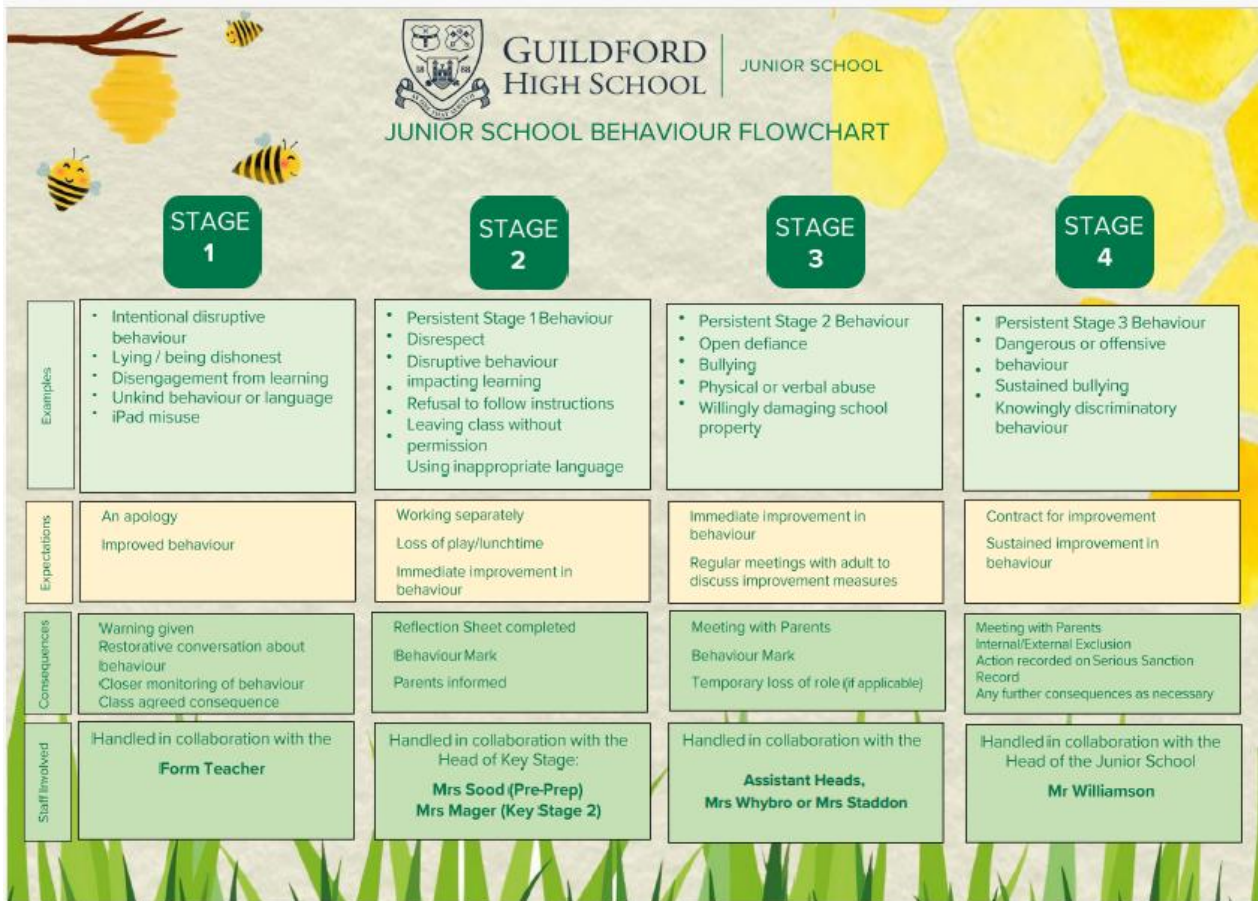 GUILDFORD
HIGH SCHOOL
JUNIOR SCHOOL
JUNIOR SCHOOL BEHAVIOUR FLOWCHART
STAGE
1
STAGE
2
STAGE
3
STAGE
4
Examples
• Intentional disruptive
behaviour
• Lying / being dishonest
• Disengagement from learning
• Unkind behaviour or language
• iPad misuse
• Persistent Stage 1 Behaviour
• Disrespect
• Disruptive behaviour
impacting learning
• Refusal to follow instructions
• Leaving class without
permission
Using inappropriate language
• Persistent Stage 2 Behaviour
• Open defiance
• Bullying
• Physical or verbal abuse
• Willingly damaging school
property
• Persistent Stage 3 Behaviour
• Dangerous or offensive
behaviour
• Sustained bullying
• Knowingly discriminatory
behaviour
Expectations
An apology
Improved behaviour
Working separately
Loss of play/lunchtime
Immediate improvement in
behaviour
Immediate improvement in
behaviour
Regular meetings with adult to
discuss improvement measures
Contract for improvement
Sustained improvement in
behaviour
Consequences
Warning given
Restorative conversation about
behaviour
Closer monitoring of behaviour
Class agreed consequence
Reflection Sheet completed
Behaviour Mark
Parents informed
Meeting with Parents
Behaviour Mark
Temporary loss of role (if applicable)
Meeting with Parents
Internal/External Exclusion
Action recorded on Serious Sanction
Record
Any further consequences as necessary
Staff Involved
Handled in collaboration with the
Form Teacher
Handled in collaboration with the
Head of Key Stage:
Mrs Sood (Pre-Prep)
Mrs Mager (Key Stage 2)
Handled in collaboration with the
Assistant Heads,
Mrs Whybro or Mrs Staddon
Handled in collaboration with the
Head of the Junior School
Mr Williamson